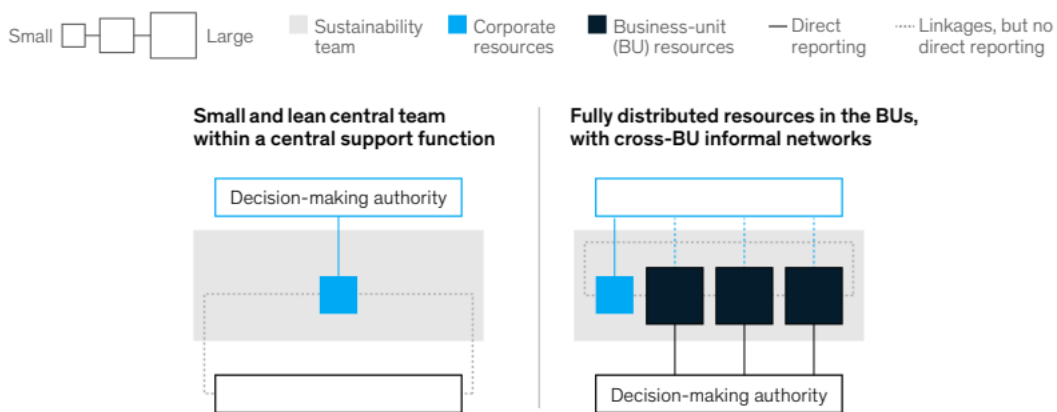 Small
Large
Sustainability
team
Corporate
resources
Business-unit
(BU) resources
Direct
reporting
Linkages, but no
direct reporting
Small and lean central team
within a central support function
Fully distributed resources in the BUs,
with cross-BU informal networks
Decision-making authority
Decision-making authority